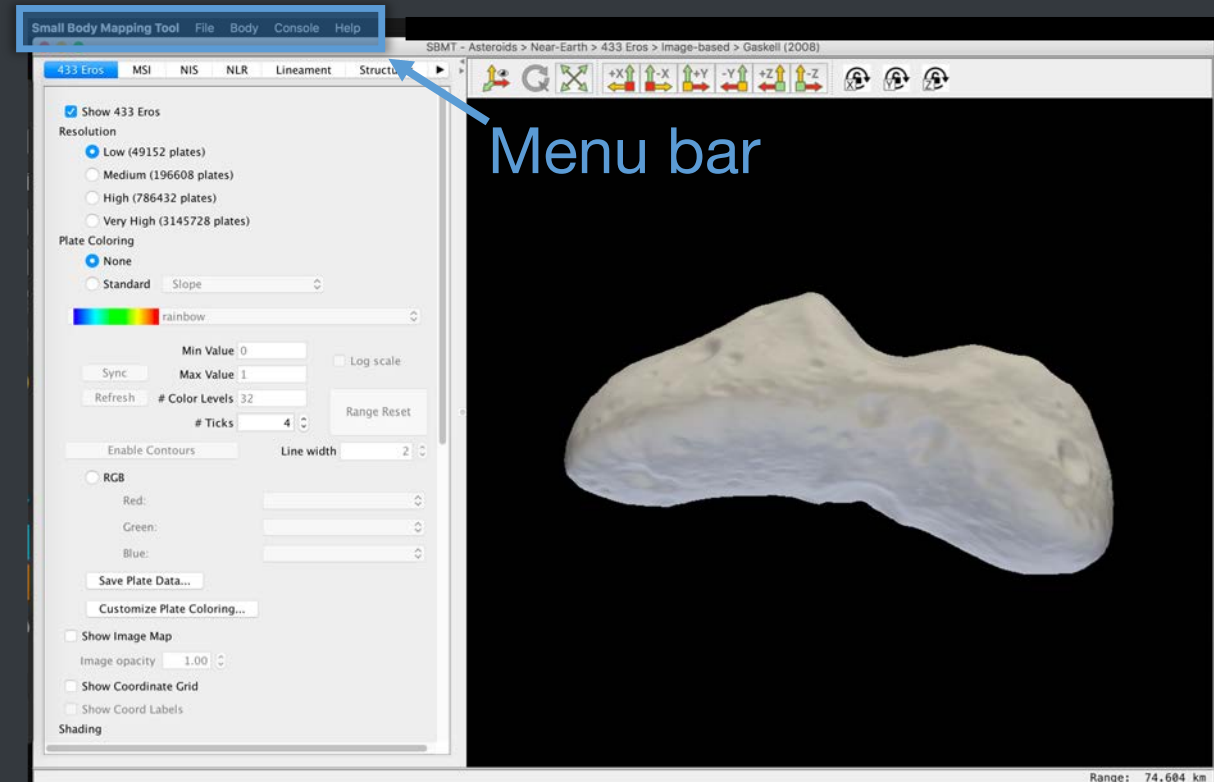 Small Body Mapping Tool File Body Console Help
SBMT - Asteroids > Near-Earth > 433 Eros > Image-based > Gaskell (2008)
433 Eros MSI NIS NLR Lineament Structu
+X -X +Y -Y +Z -Z X Y Z
Menu bar
Show 433 Eros
Resolution
Low (49152 plates)
Medium (196608 plates)
High (786432 plates)
Very High (3145728 plates)
Plate Coloring
None
Standard Slope
rainbow
Min Value 0
Log scale
Sync Max Value 1
Refresh # Color Levels 32
Range Reset
# Ticks 4
Enable Contours Line width 2
RGB
Red:
Green:
Blue:
Save Plate Data...
Customize Plate Coloring...
Show Image Map
Image opacity 1.00
Show Coordinate Grid
Show Coord Labels
Shading
Range: 74.604 km